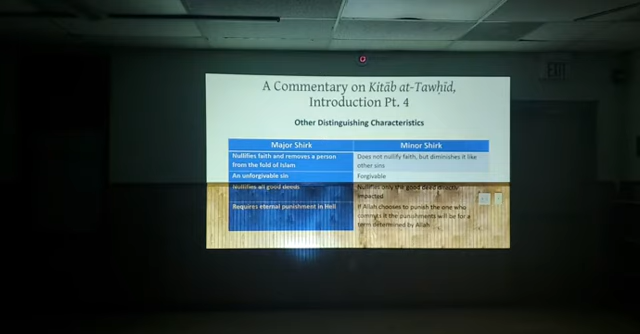 A Commentary on Kitāb at-Tawḥīd,
Introduction Pt. 4
Other Distinguishing Characteristics
Major Shirk
Minor Shirk
Nullifies faith and removes a person
from the fold of Islam
Does not nullify faith, but diminishes it like
other sins
An unforgivable sin
Forgivable
Nullifies all good deeds
Nullifies only the good deed directly
impacted
Requires eternal punishment in Hell
If Allah chooses to punish the one who
commits it the punishments will be for a
term determined by Allah
EXIT